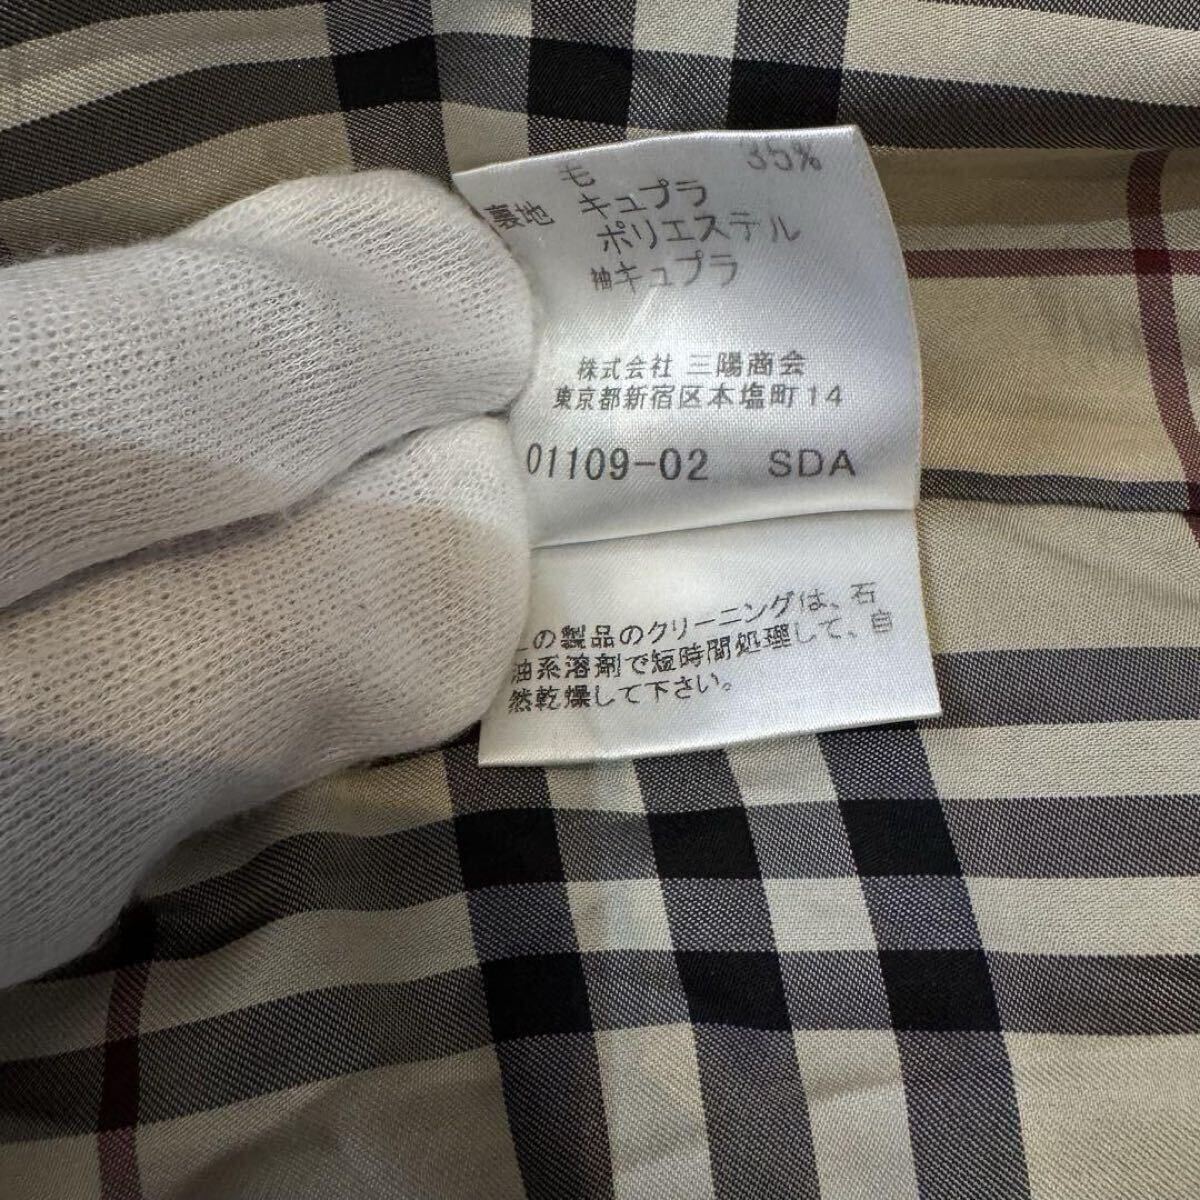 毛 35%
裏地 キュプラ
ポリエステル
袖キュプラ
株式会社 三陽商会
東京都新宿区本塩町14
01109-02 SDA
この製品のクリーニングは、石
油系溶剤で短時間処理して、自
然乾燥して下さい。